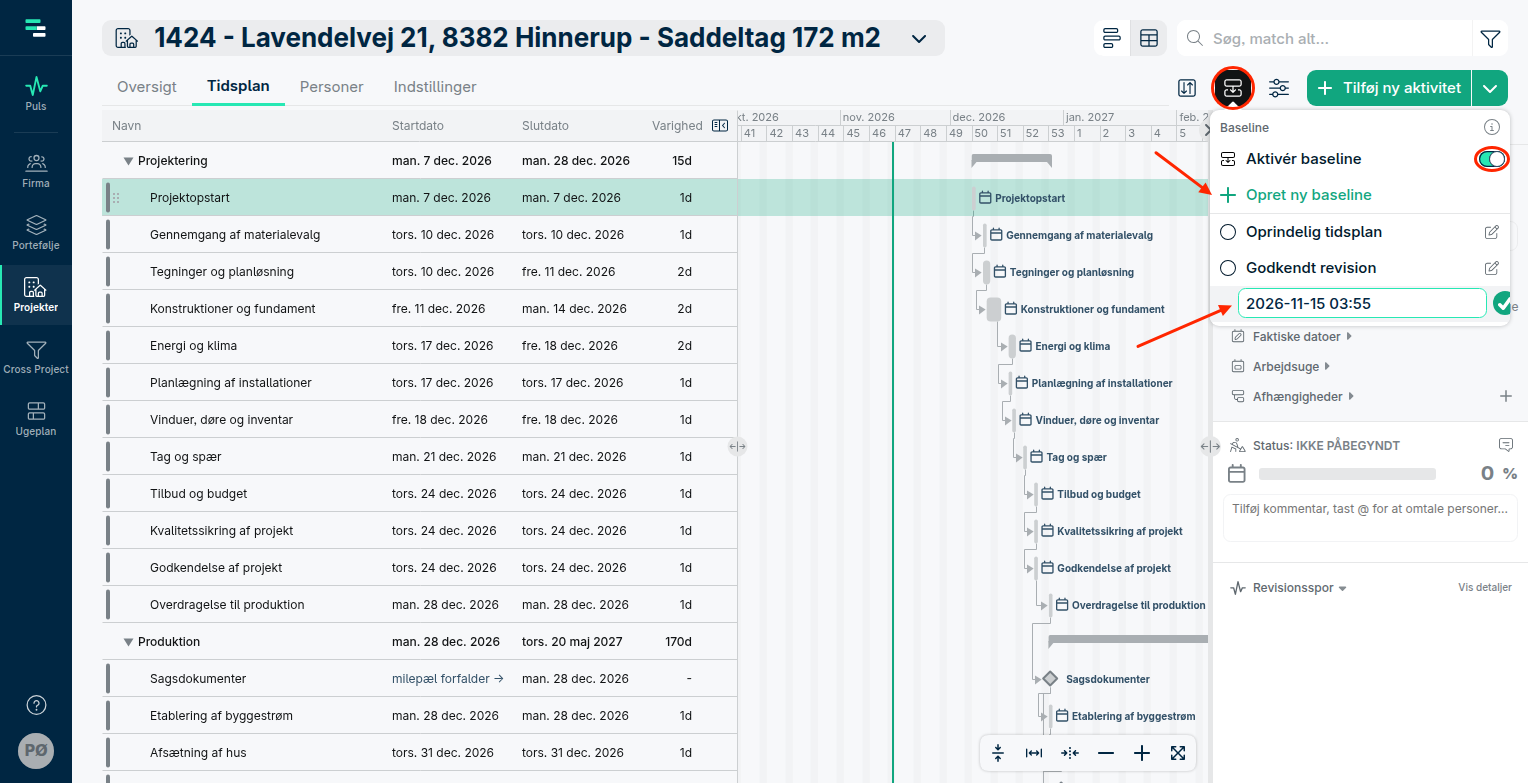 1424 - Lavendelvej 21, 8382 Hinnerup - Saddeltag 172 m2
Søg, match alt...
Puls
Firma
Portefølje
Projekter
Cross Project
Ugeplan
PØ
Oversigt Tidsplan Personer Indstillinger
Tilføj ny aktivitet
Navn Startdato Slutdato Varighed
kt. 2026 nov. 2026 dec. 2026 jan. 2027 feb. 2
41 42 43 44 45 46 47 48 49 50 51 52 53 1 2 3 4 5
Projektering man. 7 dec. 2026 man. 28 dec. 2026 15d
Projektopstart man. 7 dec. 2026 man. 7 dec. 2026 1d Projektopstart
Gennemgang af materialevalg tors. 10 dec. 2026 tors. 10 dec. 2026 1d Gennemgang af materialevalg
Tegninger og planløsning tors. 10 dec. 2026 fre. 11 dec. 2026 2d Tegninger og planløsning
Konstruktioner og fundament fre. 11 dec. 2026 man. 14 dec. 2026 2d Konstruktioner og fundament
Energi og klima tors. 17 dec. 2026 fre. 18 dec. 2026 2d Energi og klima
Planlægning af installationer tors. 17 dec. 2026 tors. 17 dec. 2026 1d Planlægning af installationer
Vinduer, døre og inventar fre. 18 dec. 2026 fre. 18 dec. 2026 1d Vinduer, døre og inventar
Tag og spær man. 21 dec. 2026 man. 21 dec. 2026 1d Tag og spær
Tilbud og budget tors. 24 dec. 2026 tors. 24 dec. 2026 1d Tilbud og budget
Kvalitetssikring af projekt tors. 24 dec. 2026 tors. 24 dec. 2026 1d Kvalitetssikring af projekt
Godkendelse af projekt tors. 24 dec. 2026 tors. 24 dec. 2026 1d Godkendelse af projekt
Overdragelse til produktion man. 28 dec. 2026 man. 28 dec. 2026 1d Overdragelse til produktion
Produktion man. 28 dec. 2026 tors. 20 maj 2027 170d
Sagsdokumenter milepæl forfalder → man. 28 dec. 2026 - Sagsdokumenter
Etablering af byggestrøm man. 28 dec. 2026 man. 28 dec. 2026 1d Etablering af byggestrøm
Afsætning af hus tors. 31 dec. 2026 tors. 31 dec. 2026 1d
Baseline
Aktivér baseline
Opret ny baseline
Oprindelig tidsplan
Godkendt revision
2026-11-15 03:55
e
Faktiske datoer
Arbejdsuge
Afhængigheder
Status: IKKE PÅBEGYNDT
0 %
Tilføj kommentar, tast @ for at omtale personer...
Revisionsspor Vis detaljer